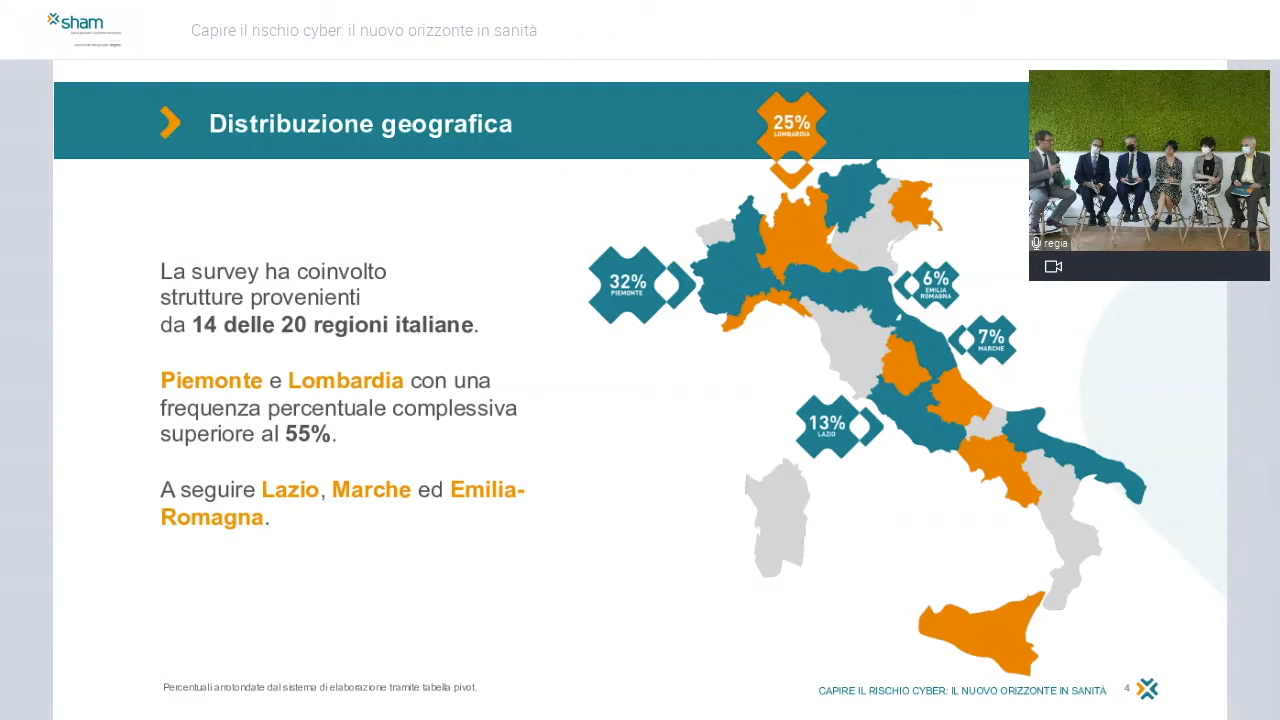 sham
Capire il rischio cyber: il nuovo orizzonte in sanità
Distribuzione geografica
25%
LOMBARDIA
regia
La survey ha coinvolto
strutture provenienti
da 14 delle 20 regioni italiane.
Piemonte e Lombardia con una
frequenza percentuale complessiva
superiore al 55%.
A seguire Lazio, Marche ed Emilia-
Romagna.
32%
PIEMONTE
6%
EMILIA
ROMAGNA
7%
MARCHE
13%
LAZIO
Percentuali arrotondate dal sistema di elaborazione tramite tabella pivot.
CAPIRE IL RISCHIO CYBER: IL NUOVO ORIZZONTE IN SANITÀ
4